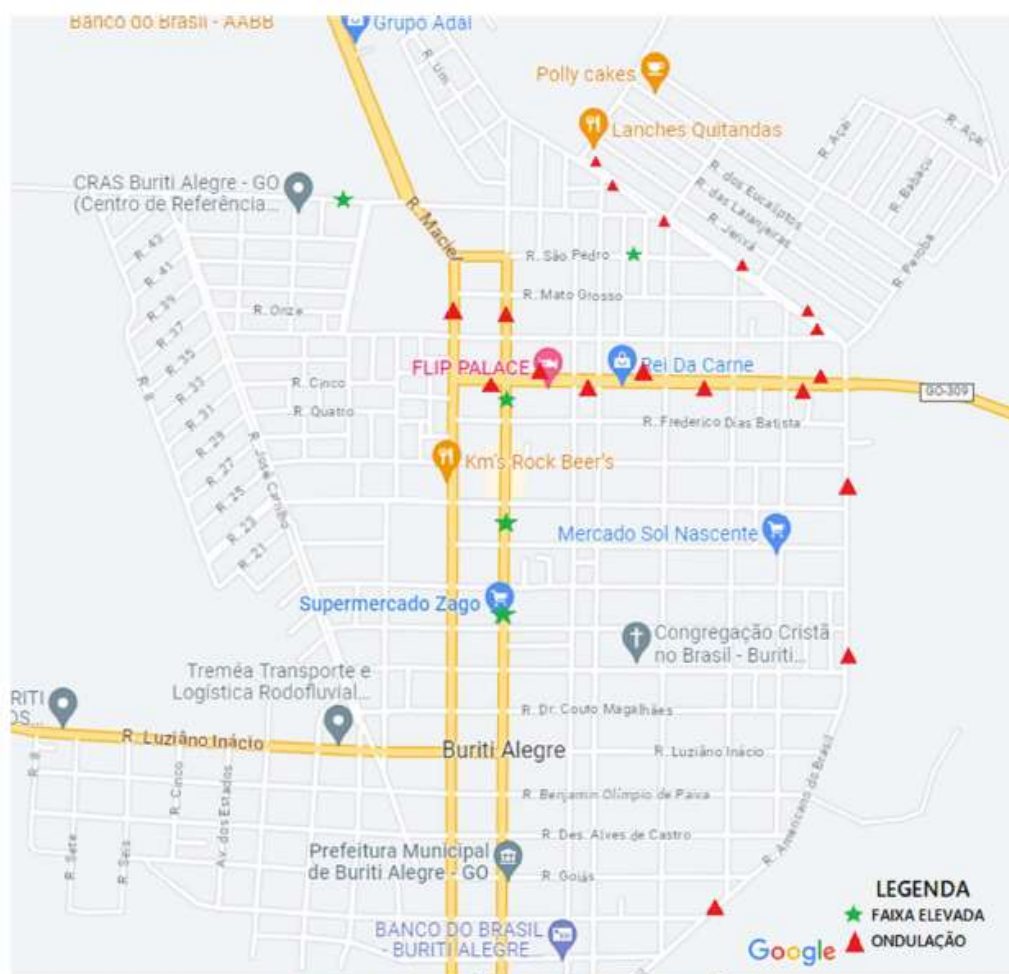 Banco do Brasil - AABB
Grupo Adal
R. Um
Polly cakes
Lanches Quitandas
R. Açaí
R. Açaí
R. Babaçu
R. dos Eucaliptos
R. das Laranjeiras
R. Jerivá
R. Peroba
CRAS Buriti Alegre - GO
(Centro de Referência...
R. Maciel
R. São Pedro
R. Mato Grosso
R. 43
R. 41
R. 39
R. 37
R. 35
R. 33
R. 31
R. 29
R. 27
R. 25
R. 23
R. 21
R. Onze
R. Cinco
R. Quatro
R. José Carrilho
FLIP PALACE
Rei Da Carne
GO-309
R. Frederico Dias Batista
Km's Rock Beer's
Mercado Sol Nascente
Supermercado Zago
Congregação Cristã
no Brasil - Buriti...
Treméa Transporte e
Logística Rodofluvial...
R. Dr. Couto Magalhães
R. Luziâno Inácio
Buriti Alegre
R. Luziâno Inácio
R. 8
R. Cinco
Av. dos Estados
R. Sete
R. Seis
R. Benjamin Olímpio de Paiva
R. Des. Alves de Castro
R. Americano do Brasil
Prefeitura Municipal
de Buriti Alegre - GO
R. Goiás
BANCO DO BRASIL
- BURITI ALEGRE
LEGENDA
FAIXA ELEVADA
ONDULAÇÃO
Google